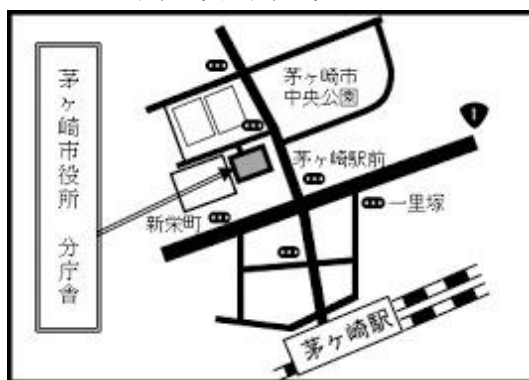 茅ヶ崎市役所 分庁舎
茅ヶ崎市
中央公園
1
茅ヶ崎駅前
一里塚
新栄町
茅ヶ崎駅